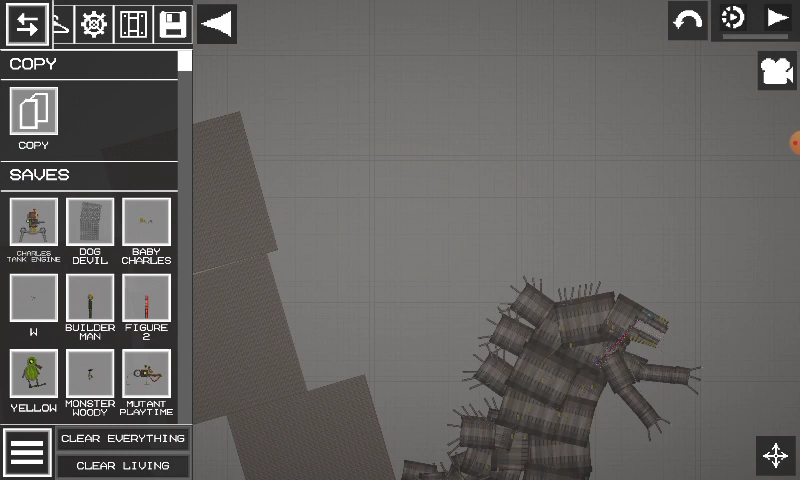 COPY
COPY
SAVES
CHARLES
TANK ENGINE
DOG
DEVIL
BABY
CHARLES
W
BUILDER
MAN
FIGURE
2
YELLOW
MONSTER
WOODY
MUTANT
PLAYTIME
CLEAR EVERYTHING
CLEAR LIVING